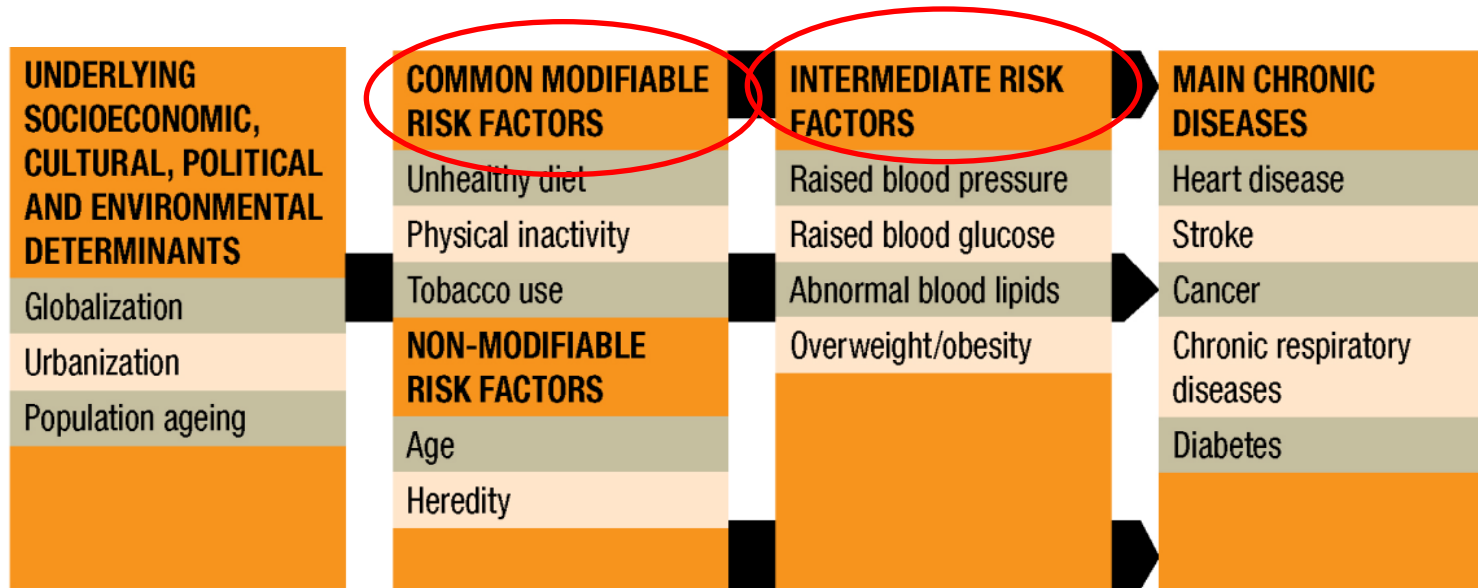 UNDERLYING
SOCIOECONOMIC,
CULTURAL, POLITICAL
AND ENVIRONMENTAL
DETERMINANTS
Globalization
Urbanization
Population ageing
COMMON MODIFIABLE
RISK FACTORS
Unhealthy diet
Physical inactivity
Tobacco use
NON-MODIFIABLE
RISK FACTORS
Age
Heredity
INTERMEDIATE RISK
FACTORS
Raised blood pressure
Raised blood glucose
Abnormal blood lipids
Overweight/obesity
MAIN CHRONIC
DISEASES
Heart disease
Stroke
Cancer
Chronic respiratory
diseases
Diabetes